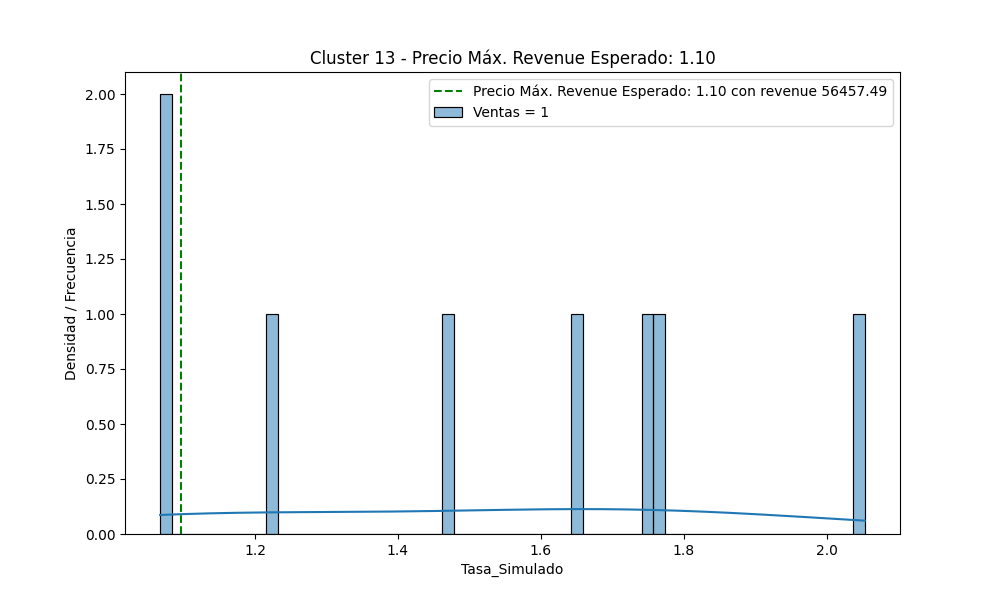 Cluster 13 - Precio Máx. Revenue Esperado: 1.10
Precio Máx. Revenue Esperado: 1.10 con revenue 56457.49
Ventas = 1
Densidad / Frecuencia
2.00
1.75
1.50
1.25
1.00
0.75
0.50
0.25
0.00
1.2
1.4
1.6
1.8
2.0
Tasa_Simulado